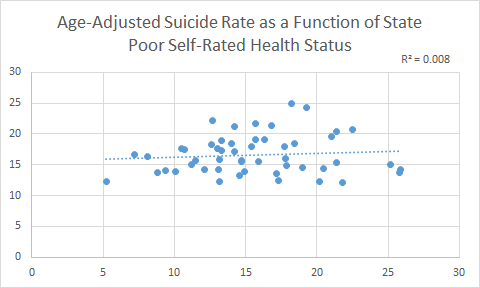 Age-Adjusted Suicide Rate as a Function of State
Poor Self-Rated Health Status
R² = 0.008
30
25
20
15
10
5
0
0 5 10 15 20 25 30